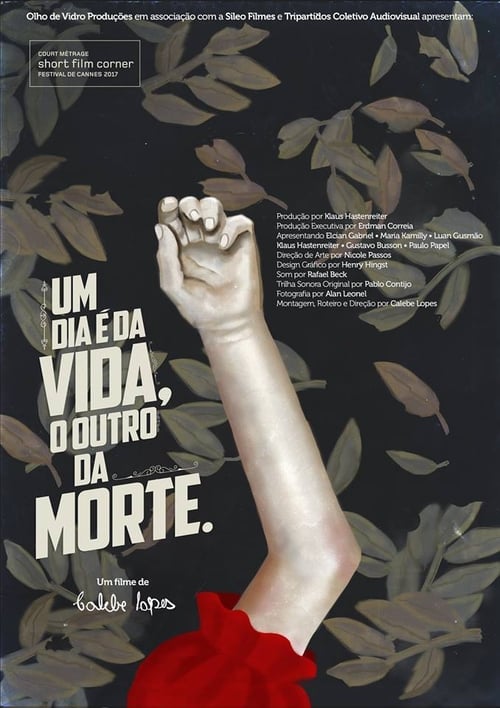 Olho de Vidro Produções em associação com a Sileo Filmes e Tripartidos Coletivo Audiovisual apresentam:
COURT MÉTRAGE
short film corner
FESTIVAL DE CANNES 2017
Produção por Klaus Hastenreiter
Produção Executiva por Erdman Correia
Apresentando Elcian Gabriel • Maria Kamilly • Luan Gusmão
Klaus Hastenreiter • Gustavo Busson • Paulo Papel
Direção de Arte por Nicole Passos
Design Gráfico por Henry Hingst
Som por Rafael Beck
Trilha Sonora Original por Pablo Contijo
Fotografia por Alan Leonel
Montagem, Roteiro e Direção por Calebe Lopes
UM
DIA É DA
VIDA,
O OUTRO
DA
MORTE.
Um filme de
Calebe Lopes